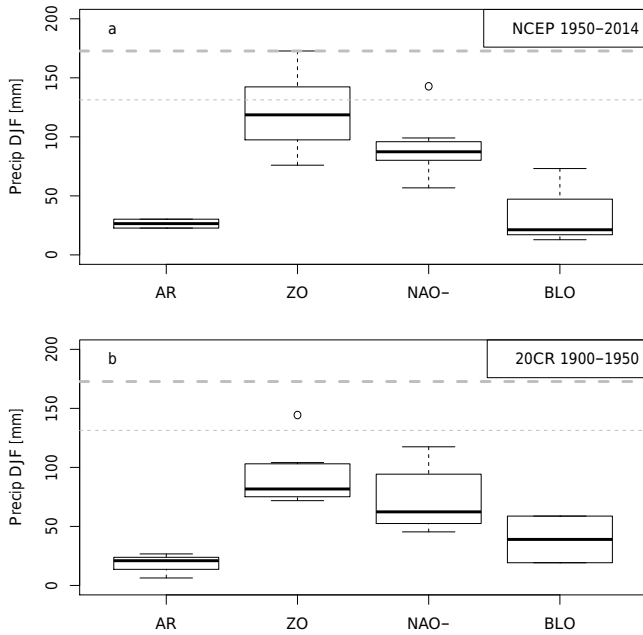 a
NCEP 1950−2014
Precip DJF [mm]
200
150
100
50
0
AR ZO NAO− BLO
b
20CR 1900−1950
Precip DJF [mm]
200
150
100
50
0
AR ZO NAO− BLO